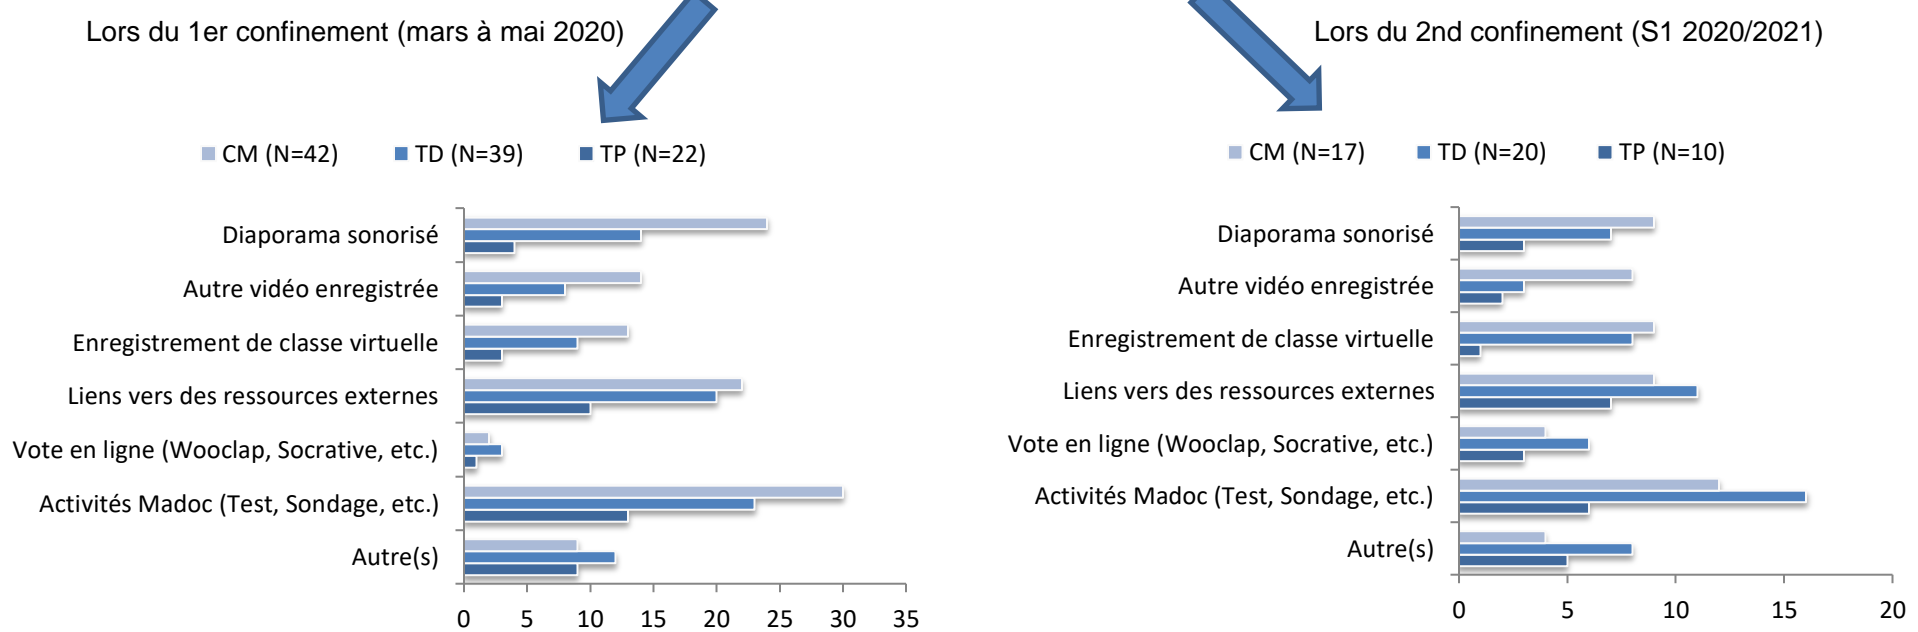 Lors du 1er confinement (mars à mai 2020)
CM (N=42) TD (N=39) TP (N=22)
Diaporama sonorisé
Autre vidéo enregistrée
Enregistrement de classe virtuelle
Liens vers des ressources externes
Vote en ligne (Wooclap, Socrative, etc.)
Activités Madoc (Test, Sondage, etc.)
Autre(s)
0 5 10 15 20 25 30 35
Lors du 2nd confinement (S1 2020/2021)
CM (N=17) TD (N=20) TP (N=10)
Diaporama sonorisé
Autre vidéo enregistrée
Enregistrement de classe virtuelle
Liens vers des ressources externes
Vote en ligne (Wooclap, Socrative, etc.)
Activités Madoc (Test, Sondage, etc.)
Autre(s)
0 5 10 15 20